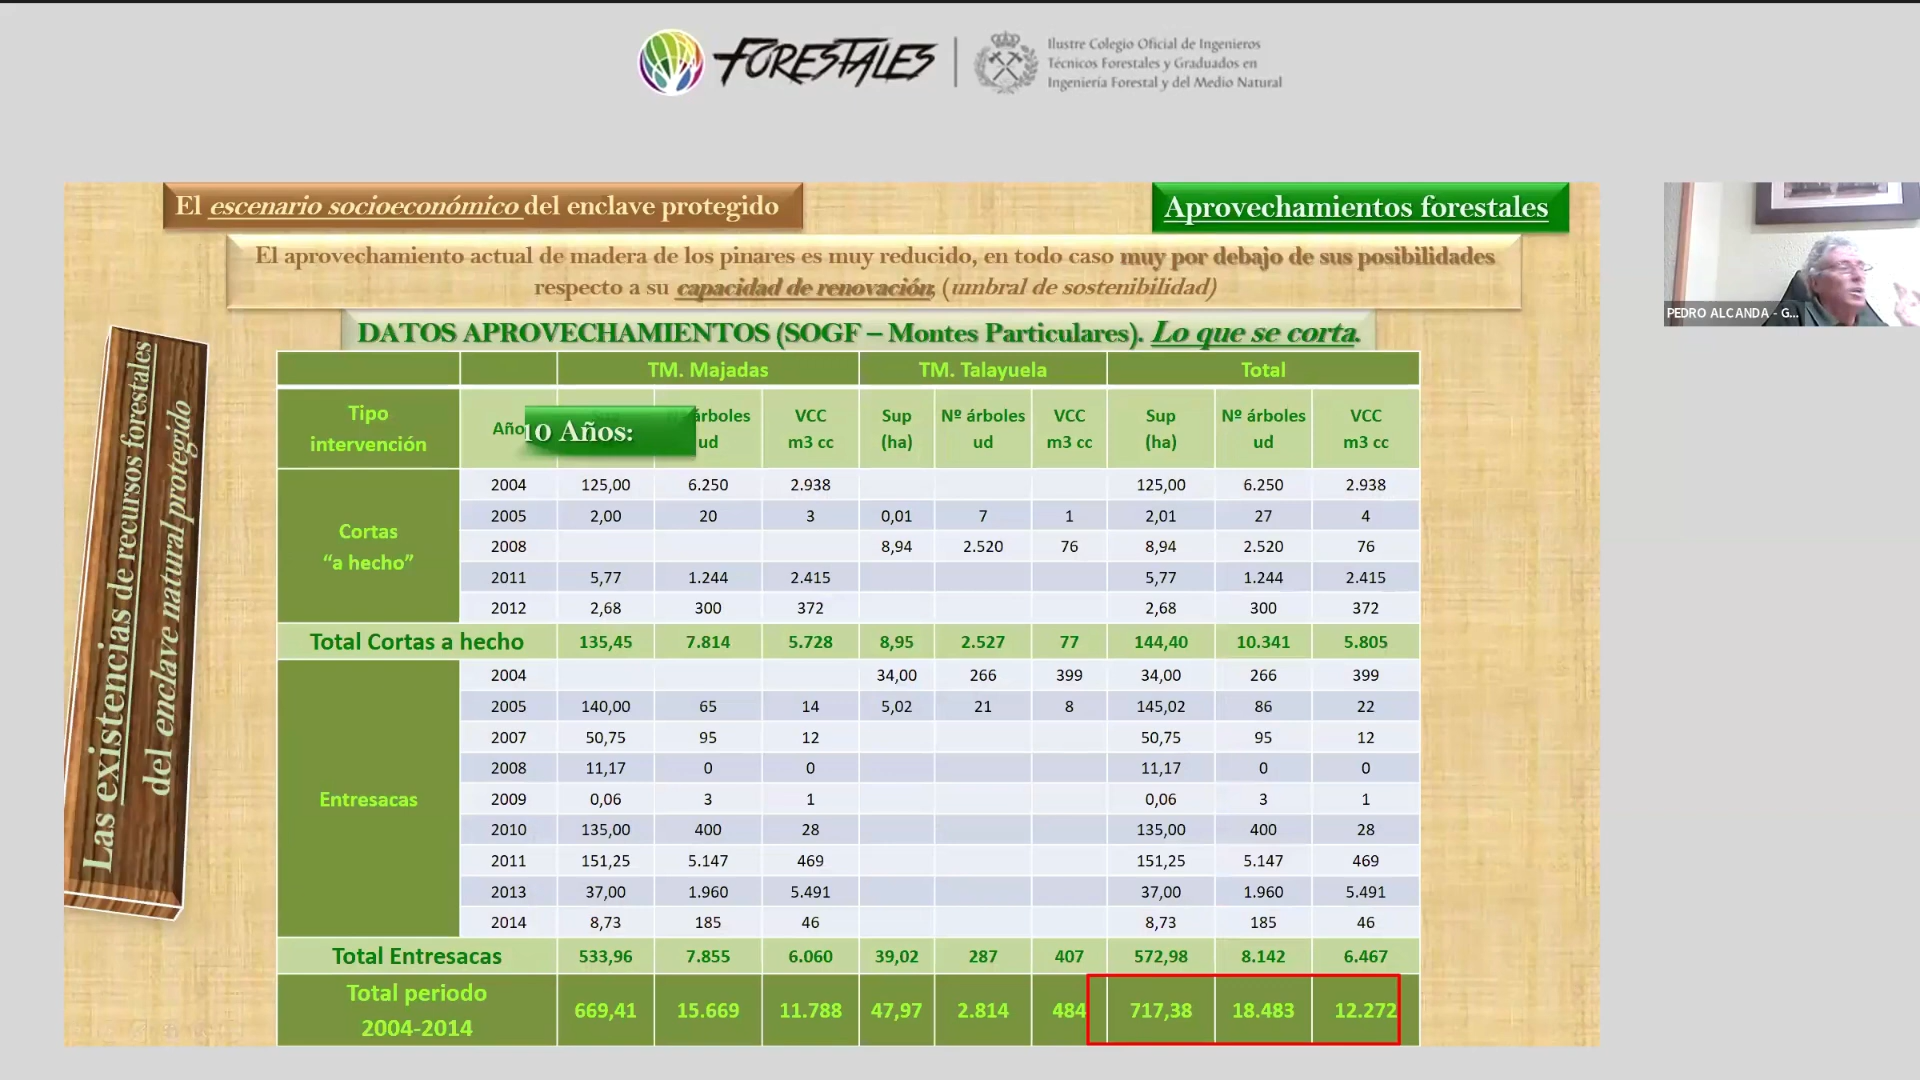 FORESTALES
Ilustre Colegio Oficial de Ingenieros
Técnicos Forestales y Graduados en
Ingeniería Forestal y del Medio Natural
El escenario socioeconómico del enclave protegido
Aprovechamientos forestales
El aprovechamiento actual de madera de los pinares es muy reducido, en todo caso muy por debajo de sus posibilidades
respecto a su capacidad de renovación, (umbral de sostenibilidad)
PEDRO ALCANDA - G...
DATOS APROVECHAMIENTOS (SOGF – Montes Particulares). Lo que se corta.
Las existencias de recursos forestales
del enclave natural protegido
TM. Majadas TM. Talayuela Total
Tipo
intervención
Año
10 Años:
árboles
ud
VCC
m3 cc
Sup
(ha)
Nº árboles
ud
VCC
m3 cc
Sup
(ha)
Nº árboles
ud
VCC
m3 cc
Cortas
“a hecho”
2004 125,00 6.250 2.938 125,00 6.250 2.938
2005 2,00 20 3 0,01 7 1 2,01 27 4
2008 8,94 2.520 76 8,94 2.520 76
2011 5,77 1.244 2.415 5,77 1.244 2.415
2012 2,68 300 372 2,68 300 372
Total Cortas a hecho 135,45 7.814 5.728 8,95 2.527 77 144,40 10.341 5.805
Entresacas
2004 34,00 266 399 34,00 266 399
2005 140,00 65 14 5,02 21 8 145,02 86 22
2007 50,75 95 12 50,75 95 12
2008 11,17 0 0 11,17 0 0
2009 0,06 3 1 0,06 3 1
2010 135,00 400 28 135,00 400 28
2011 151,25 5.147 469 151,25 5.147 469
2013 37,00 1.960 5.491 37,00 1.960 5.491
2014 8,73 185 46 8,73 185 46
Total Entresacas 533,96 7.855 6.060 39,02 287 407 572,98 8.142 6.467
Total periodo
2004-2014
669,41 15.669 11.788 47,97 2.814 484 717,38 18.483 12.272